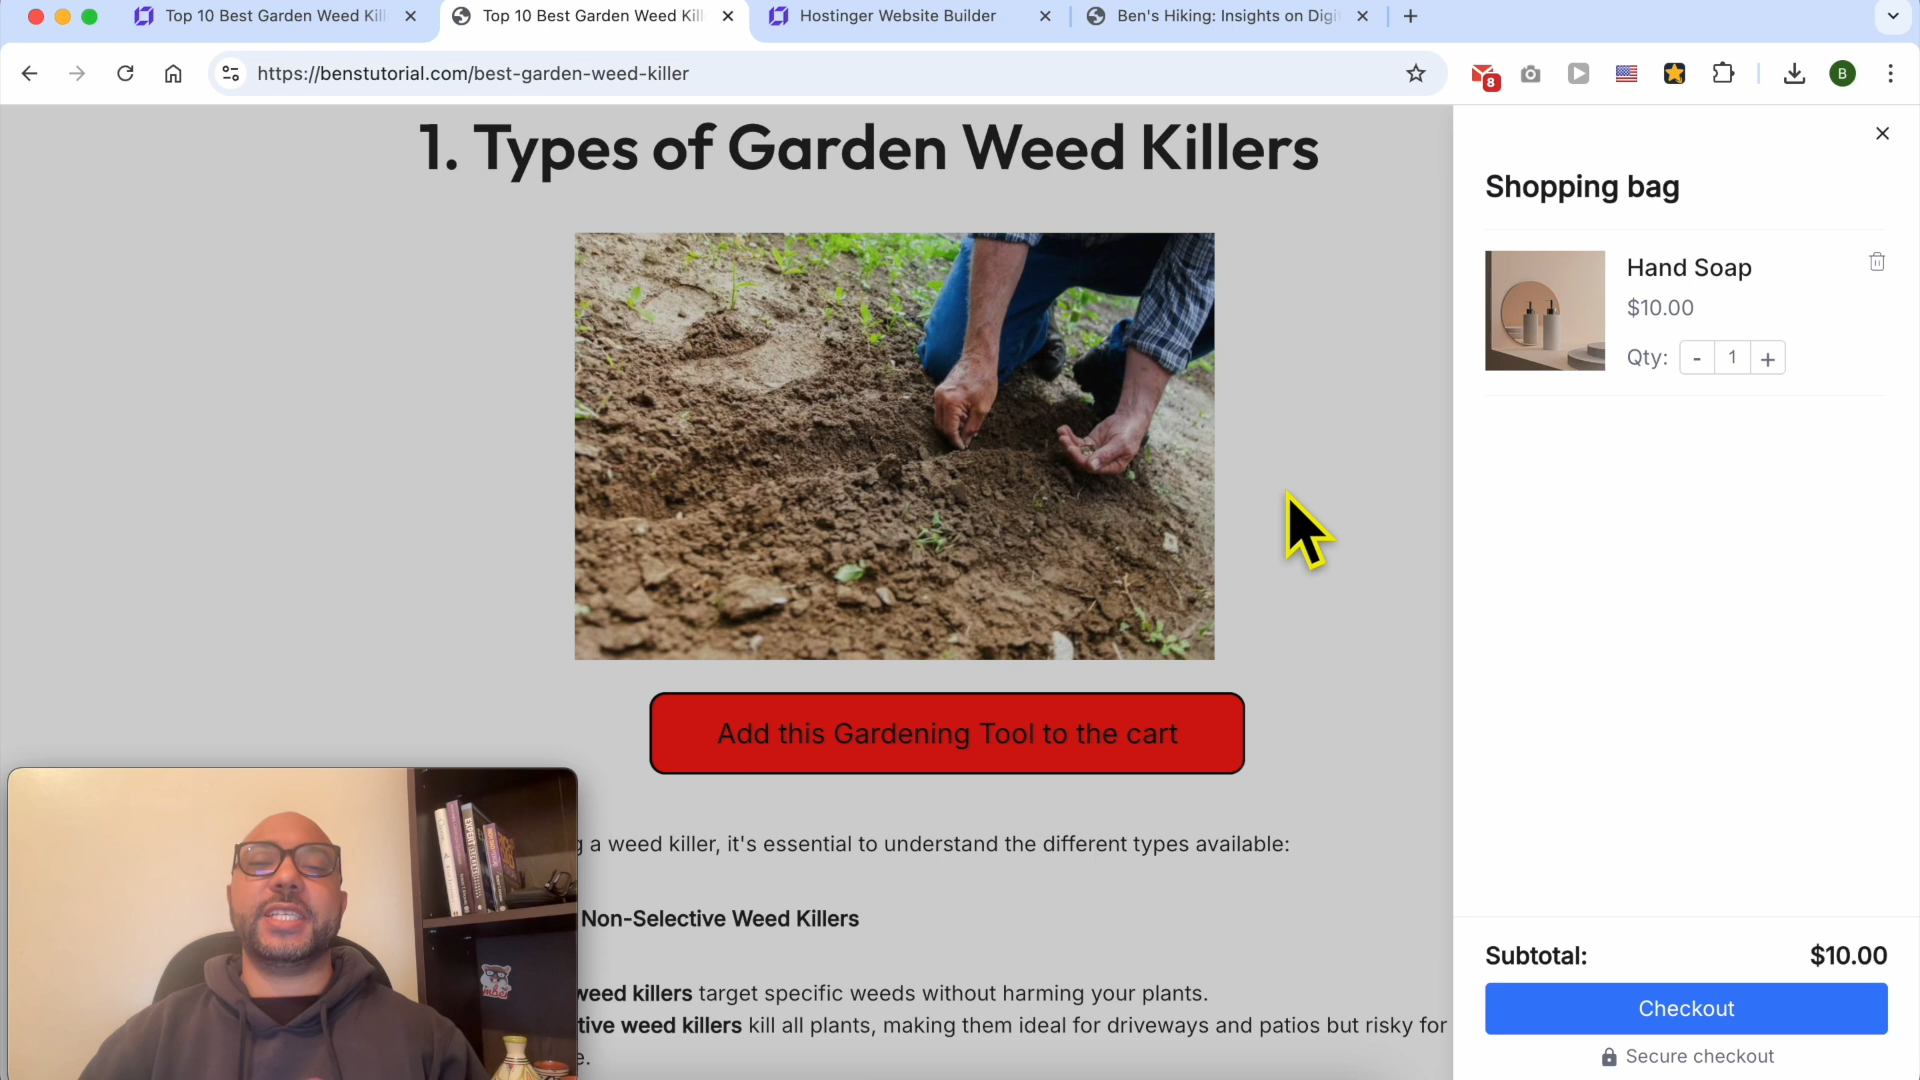 Top 10 Best Garden Weed Kill
Top 10 Best Garden Weed Kill
Hostinger Website Builder
Ben's Hiking: Insights on Digi
https://benstutorial.com/best-garden-weed-killer
8
B
1. Types of Garden Weed Killers
Add this Gardening Tool to the cart
g a weed killer, it's essential to understand the different types available:
Non-Selective Weed Killers
weed killers target specific weeds without harming your plants.
tive weed killers kill all plants, making them ideal for driveways and patios but risky for
e.
Shopping bag
Hand Soap
$10.00
Qty: - 1 +
Subtotal: $10.00
Checkout
Secure checkout
EXPERT